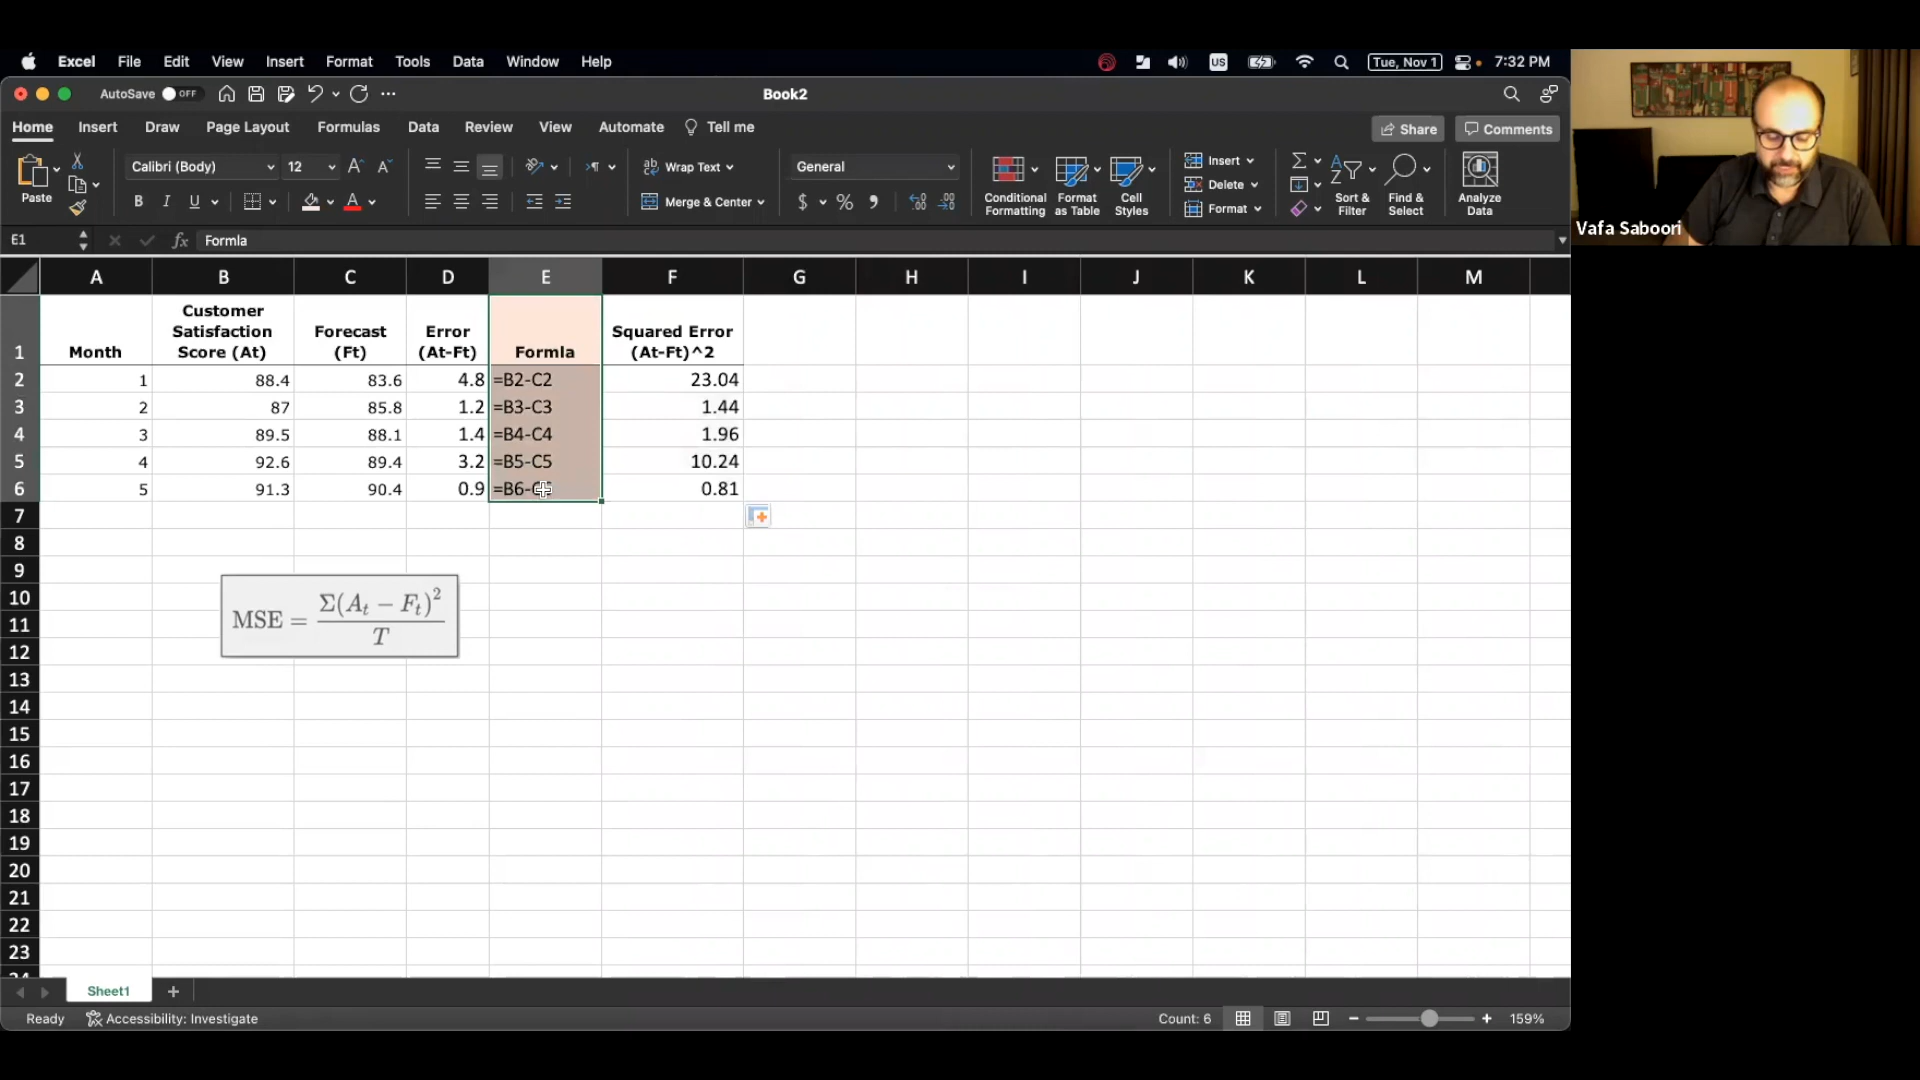 Excel File Edit View Insert Format Tools Data Window Help US Tue, Nov 1 7:32 PM
AutoSave OFF Book2
Home Insert Draw Page Layout Formulas Data Review View Automate Tell me Share Comments
Paste Calibri (Body) 12 Wrap Text General Insert
B I U Merge & Center $ % Conditional Formatting Format as Table Cell Styles Delete Format Sort & Filter Find & Select Analyze Data
Vafa Saboori
E1 fx Formla
A B C D E F G H I J K L M
1 Month Customer Satisfaction Score (At) Forecast (Ft) Error (At-Ft) Formla Squared Error (At-Ft)^2
2 1 88.4 83.6 4.8 =B2-C2 23.04
3 2 87 85.8 1.2 =B3-C3 1.44
4 3 89.5 88.1 1.4 =B4-C4 1.96
5 4 92.6 89.4 3.2 =B5-C5 10.24
6 5 91.3 90.4 0.9 0.81
7
8
9
10
11
12
MSE = Σ(At − Ft)2 / T
13
14
15
16
17
18
19
20
21
22
23
Sheet1 +
Ready Accessibility: Investigate Count: 6 − + 159%